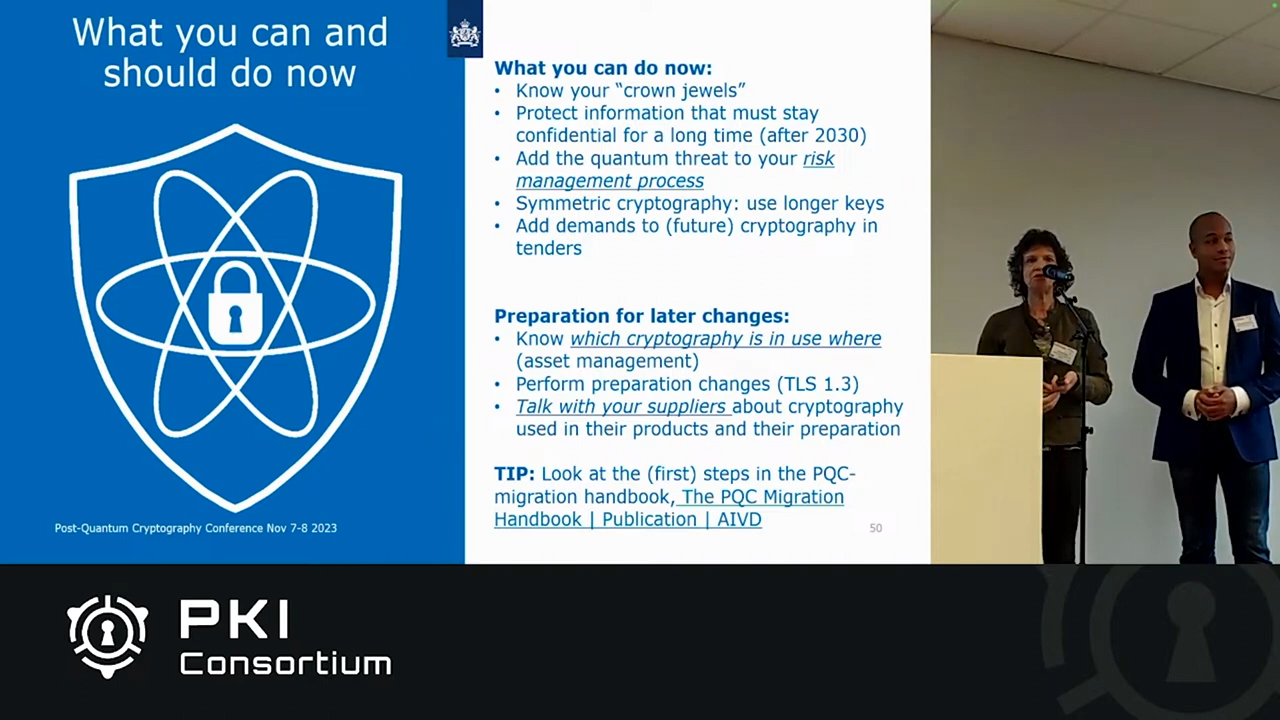 What you can and
should do now
What you can do now:
• Know your “crown jewels”
• Protect information that must stay
confidential for a long time (after 2030)
• Add the quantum threat to your risk
management process
• Symmetric cryptography: use longer keys
• Add demands to (future) cryptography in
tenders
Preparation for later changes:
• Know which cryptography is in use where
(asset management)
• Perform preparation changes (TLS 1.3)
• Talk with your suppliers about cryptography
used in their products and their preparation
TIP: Look at the (first) steps in the PQC-
migration handbook, The PQC Migration
Handbook | Publication | AIVD
Post-Quantum Cryptography Conference Nov 7-8 2023
50
PKI
Consortium